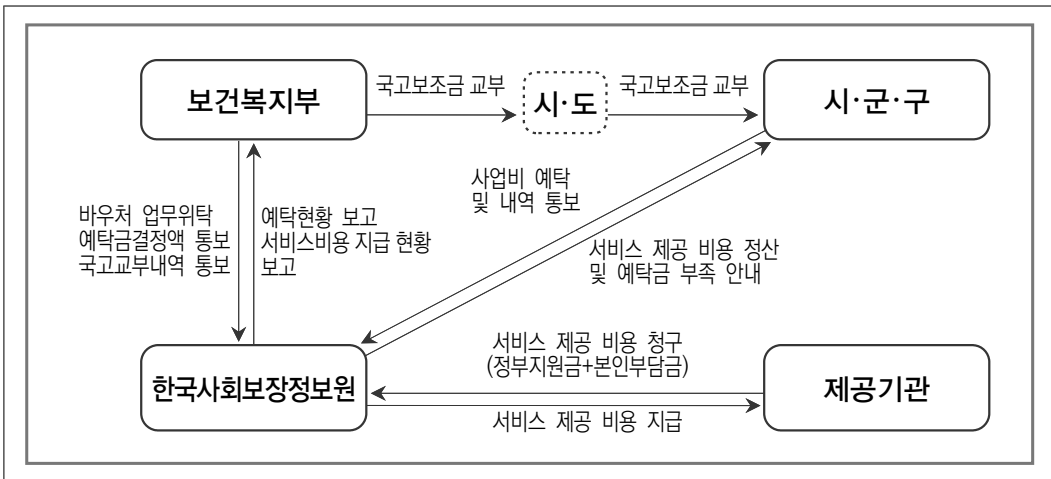 보건복지부
국고보조금 교부
시·도
국고보조금 교부
시·군·구
사업비 예탁
및 내역 통보
바우처 업무위탁
예탁금결정액 통보
국고교부내역 통보
예탁현황 보고
서비스비용 지급 현황
보고
서비스 제공 비용 정산
및 예탁금 부족 안내
한국사회보장정보원
서비스 제공 비용 청구
(정부지원금+본인부담금)
서비스 제공 비용 지급
제공기관